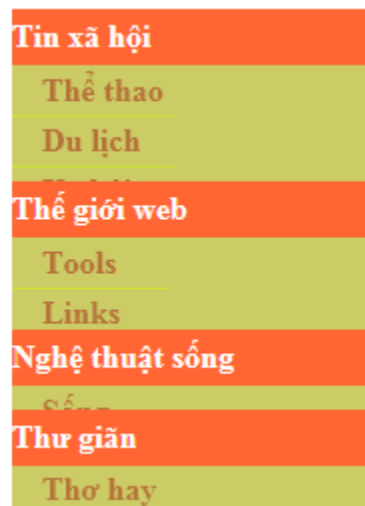 Tin xã hội
Thể thao
Du lịch
Thế giới web
Tools
Links
Nghệ thuật sống
Sống
Thư giãn
Thơ hay